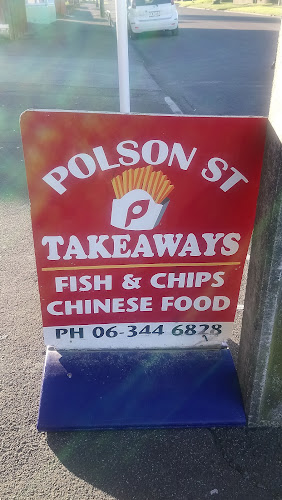 POLSON ST
P
TAKEAWAYS
FISH & CHIPS
CHINESE FOOD
PH 06-344 6828